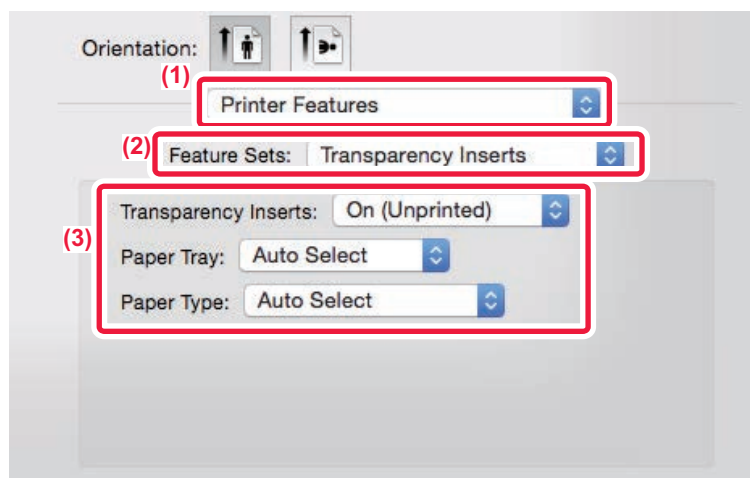 Orientation:
(1)
Printer Features
(2)
Feature Sets: Transparency Inserts
(3)
Transparency Inserts: On (Unprinted)
Paper Tray: Auto Select
Paper Type: Auto Select